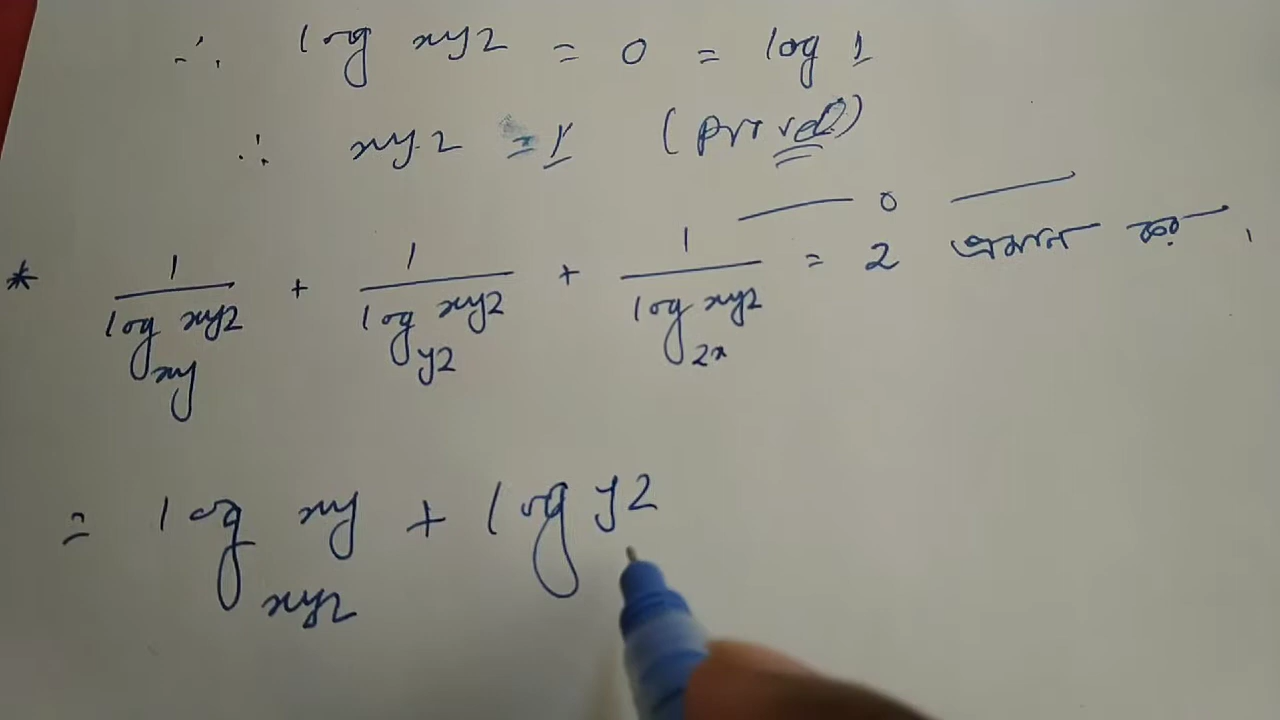 ∴ log xyz = 0 = log 1
∴ xyz = 1 (proved)
0
* 1/log_xy xyz + 1/log_yz xyz + 1/log_zx xyz = 2 প্রমাণ কর,
= log_xyz xy + log yz